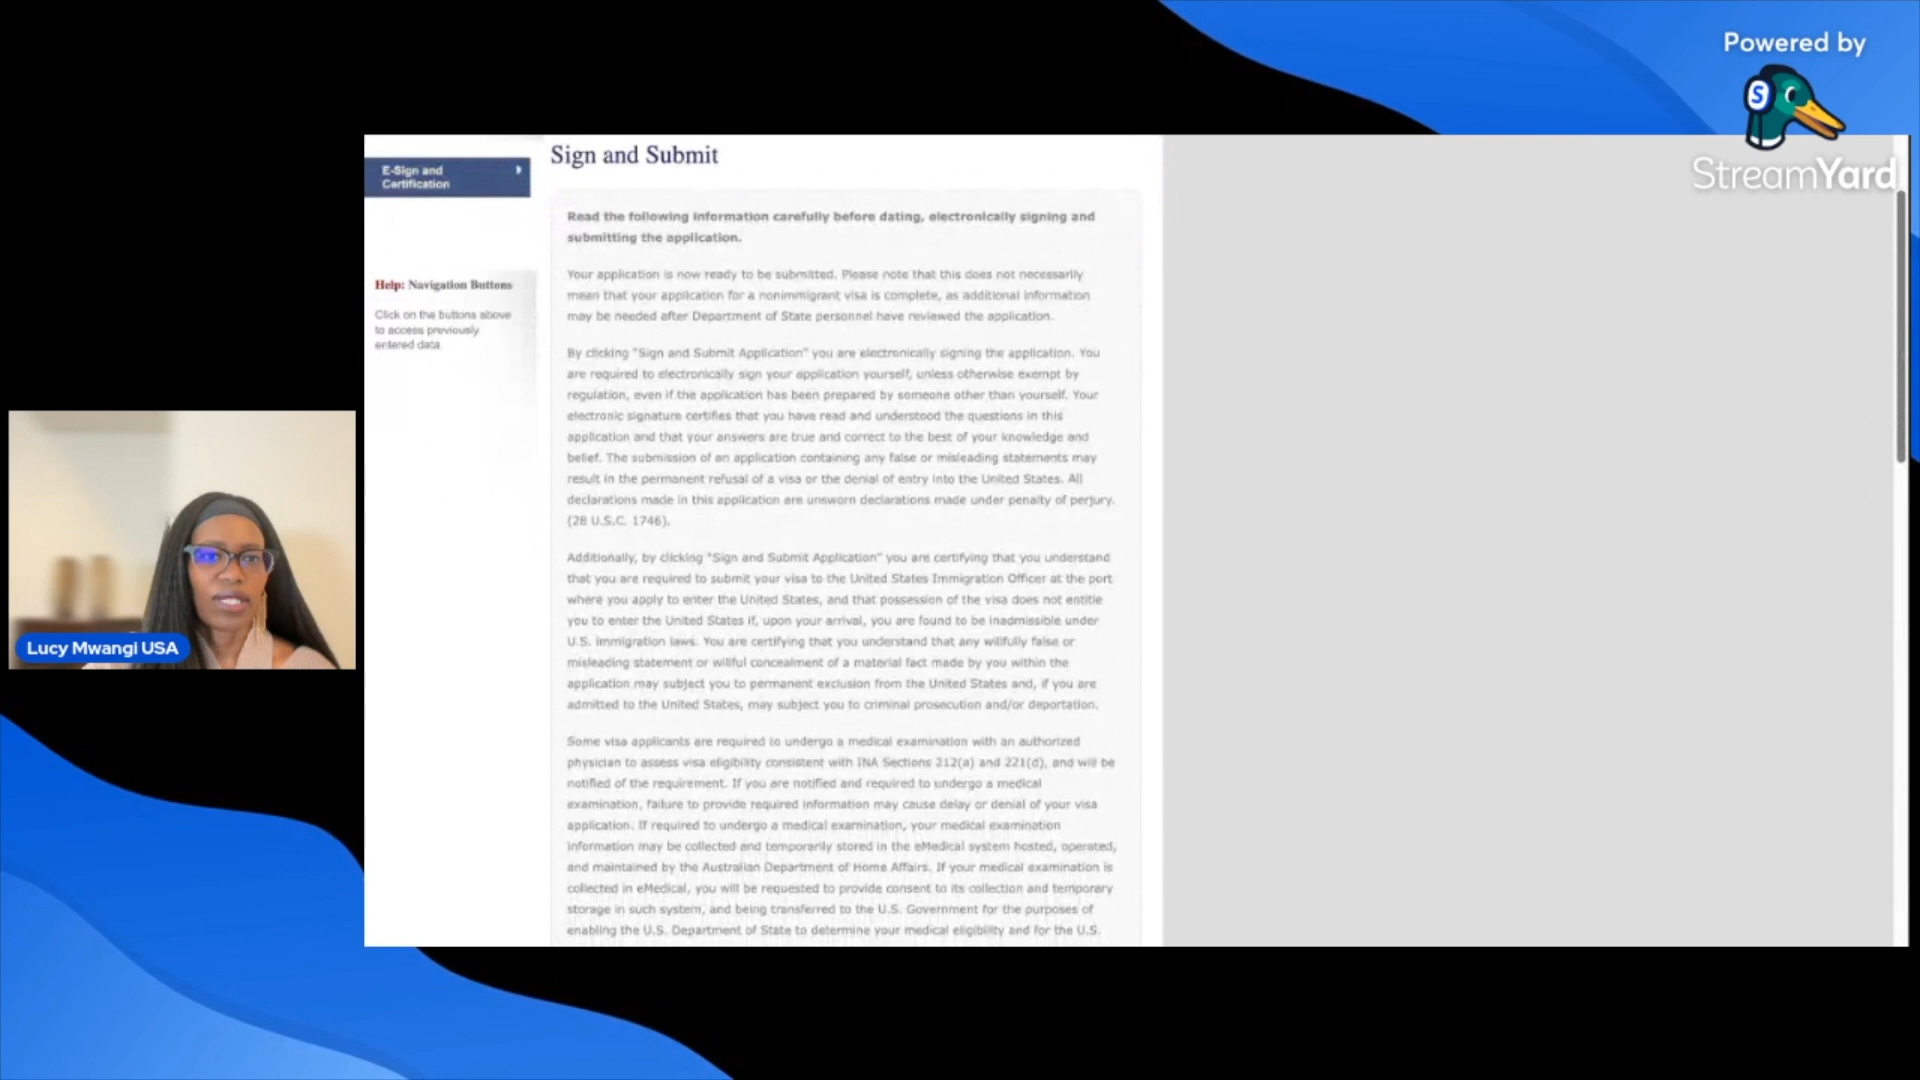 Powered by
StreamYard
Sign and Submit
E-Sign and
Certification
Read the following information carefully before dating, electronically signing and
submitting the application.
Your application is now ready to be submitted. Please note that this does not necessarily
mean that your application for a nonimmigrant visa is complete, as additional information
may be needed after Department of State personnel have reviewed the application.
Help: Navigation Buttons
Click on the buttons above
to access previously
entered data.
By clicking "Sign and Submit Application" you are electronically signing the application. You
are required to electronically sign your application yourself, unless otherwise exempt by
regulation, even if the application has been prepared by someone other than yourself. Your
electronic signature certifies that you have read and understood the questions in this
application and that your answers are true and correct to the best of your knowledge and
belief. The submission of an application containing any false or misleading statements may
result in the permanent refusal of a visa or the denial of entry into the United States. All
declarations made in this application are unsworn declarations made under penalty of perjury.
(28 U.S.C. 1746).
Additionally, by clicking "Sign and Submit Application" you are certifying that you understand
that you are required to submit your visa to the United States Immigration Officer at the port
where you apply to enter the United States, and that possession of the visa does not entitle
you to enter the United States if, upon your arrival, you are found to be inadmissible under
U.S. immigration laws. You are certifying that you understand that any willfully false or
misleading statement or willful concealment of a material fact made by you within the
application may subject you to permanent exclusion from the United States and, if you are
admitted to the United States, may subject you to criminal prosecution and/or deportation.
Some visa applicants are required to undergo a medical examination with an authorized
physician to assess visa eligibility consistent with INA Sections 212(a) and 221(d), and will be
notified of the requirement. If you are notified and required to undergo a medical
examination, failure to provide required information may cause delay or denial of your visa
application. If required to undergo a medical examination, your medical examination
information may be collected and temporarily stored in the eMedical system hosted, operated,
and maintained by the Australian Department of Home Affairs. If your medical examination is
collected in eMedical, you will be requested to provide consent to its collection and temporary
storage in such system, and being transferred to the U.S. Government for the purposes of
enabling the U.S. Department of State to determine your medical eligibility and for the U.S.
Lucy Mwangi USA